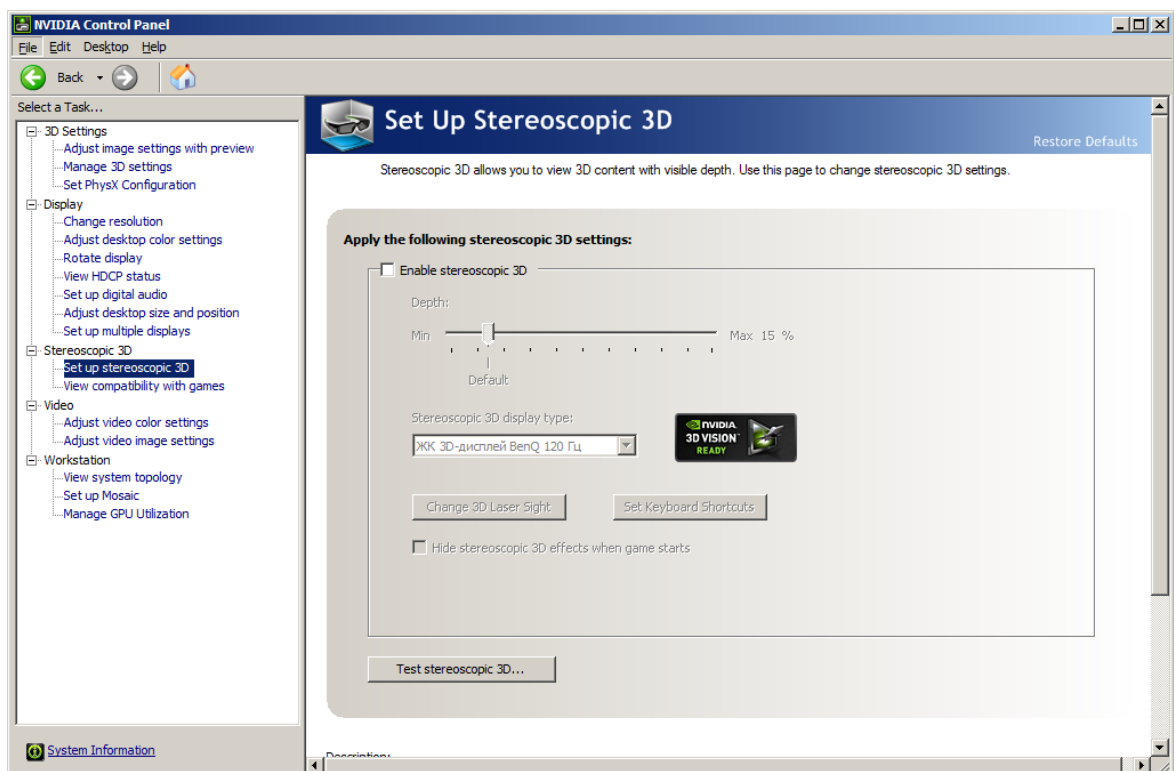 NVIDIA Control Panel
File Edit Desktop Help
Back
Select a Task...
3D Settings
Adjust image settings with preview
Manage 3D settings
Set PhysX Configuration
Display
Change resolution
Adjust desktop color settings
Rotate display
View HDCP status
Set up digital audio
Adjust desktop size and position
Set up multiple displays
Stereoscopic 3D
Set up stereoscopic 3D
View compatibility with games
Video
Adjust video color settings
Adjust video image settings
Workstation
View system topology
Set up Mosaic
Manage GPU Utilization
System Information
Set Up Stereoscopic 3D
Restore Defaults
Stereoscopic 3D allows you to view 3D content with visible depth. Use this page to change stereoscopic 3D settings.
Apply the following stereoscopic 3D settings:
Enable stereoscopic 3D
Depth:
Min Max 15 %
Default
Stereoscopic 3D display type:
ЖК 3D-дисплей BenQ 120 Гц
NVIDIA
3D VISION
READY
Change 3D Laser Sight Set Keyboard Shortcuts
Hide stereoscopic 3D effects when game starts
Test stereoscopic 3D...
Description: